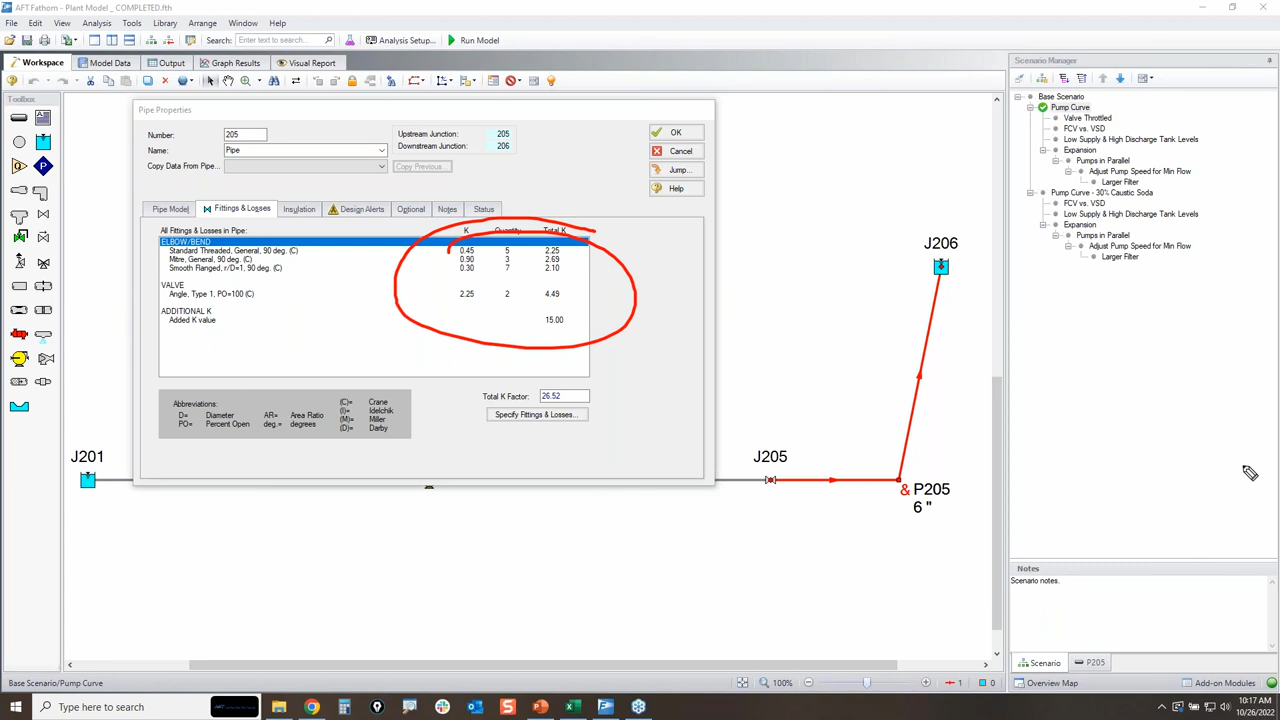 AFT Fathom - Plant Model _ COMPLETED.fth
File Edit View Analysis Tools Library Arrange Window Help
Search: Enter text to search... Analysis Setup... Run Model
Workspace Model Data Output Graph Results Visual Report
Toolbox
Pipe Properties
Number: 205
Name: Pipe
Copy Data From Pipe... Copy Previous...
Upstream Junction: 205
Downstream Junction: 206
OK
Cancel
Jump...
Help
Pipe Model Fittings & Losses Insulation Design Alerts Optional Notes Status
All Fittings & Losses in Pipe: K Quantity Total K
ELBOW/BEND
Standard Threaded, General, 90 deg. (C) 0.45 5 2.25
Mitre, General, 90 deg. (C) 0.90 3 2.69
Smooth Flanged, r/D=1, 90 deg. (C) 0.30 7 2.10
VALVE
Angle, Type 1, PO=100 (C) 2.25 2 4.49
ADDITIONAL K
Added K value 15.00
Abbreviations:
D= Diameter AR= Area Ratio
PO= Percent Open deg.= degrees
(C)= Crane
(I)= Idelchik
(M)= Miller
(D)= Darby
Total K Factor: 26.52
Specify Fittings & Losses...
J201
J205
J206
& P205
6 "
Scenario Manager
Base Scenario
Pump Curve
Valve Throttled
FCV vs. VSD
Low Supply & High Discharge Tank Levels
Expansion
Pumps in Parallel
Adjust Pump Speed for Min Flow
Larger Filter
Pump Curve - 30% Caustic Soda
FCV vs. VSD
Low Supply & High Discharge Tank Levels
Expansion
Pumps in Parallel
Adjust Pump Speed for Min Flow
Larger Filter
Notes
Scenario notes.
Scenario P205
Base Scenario/Pump Curve 100% 1 0 Overview Map Add-on Modules
Type here to search
10:17 AM
10/26/2022